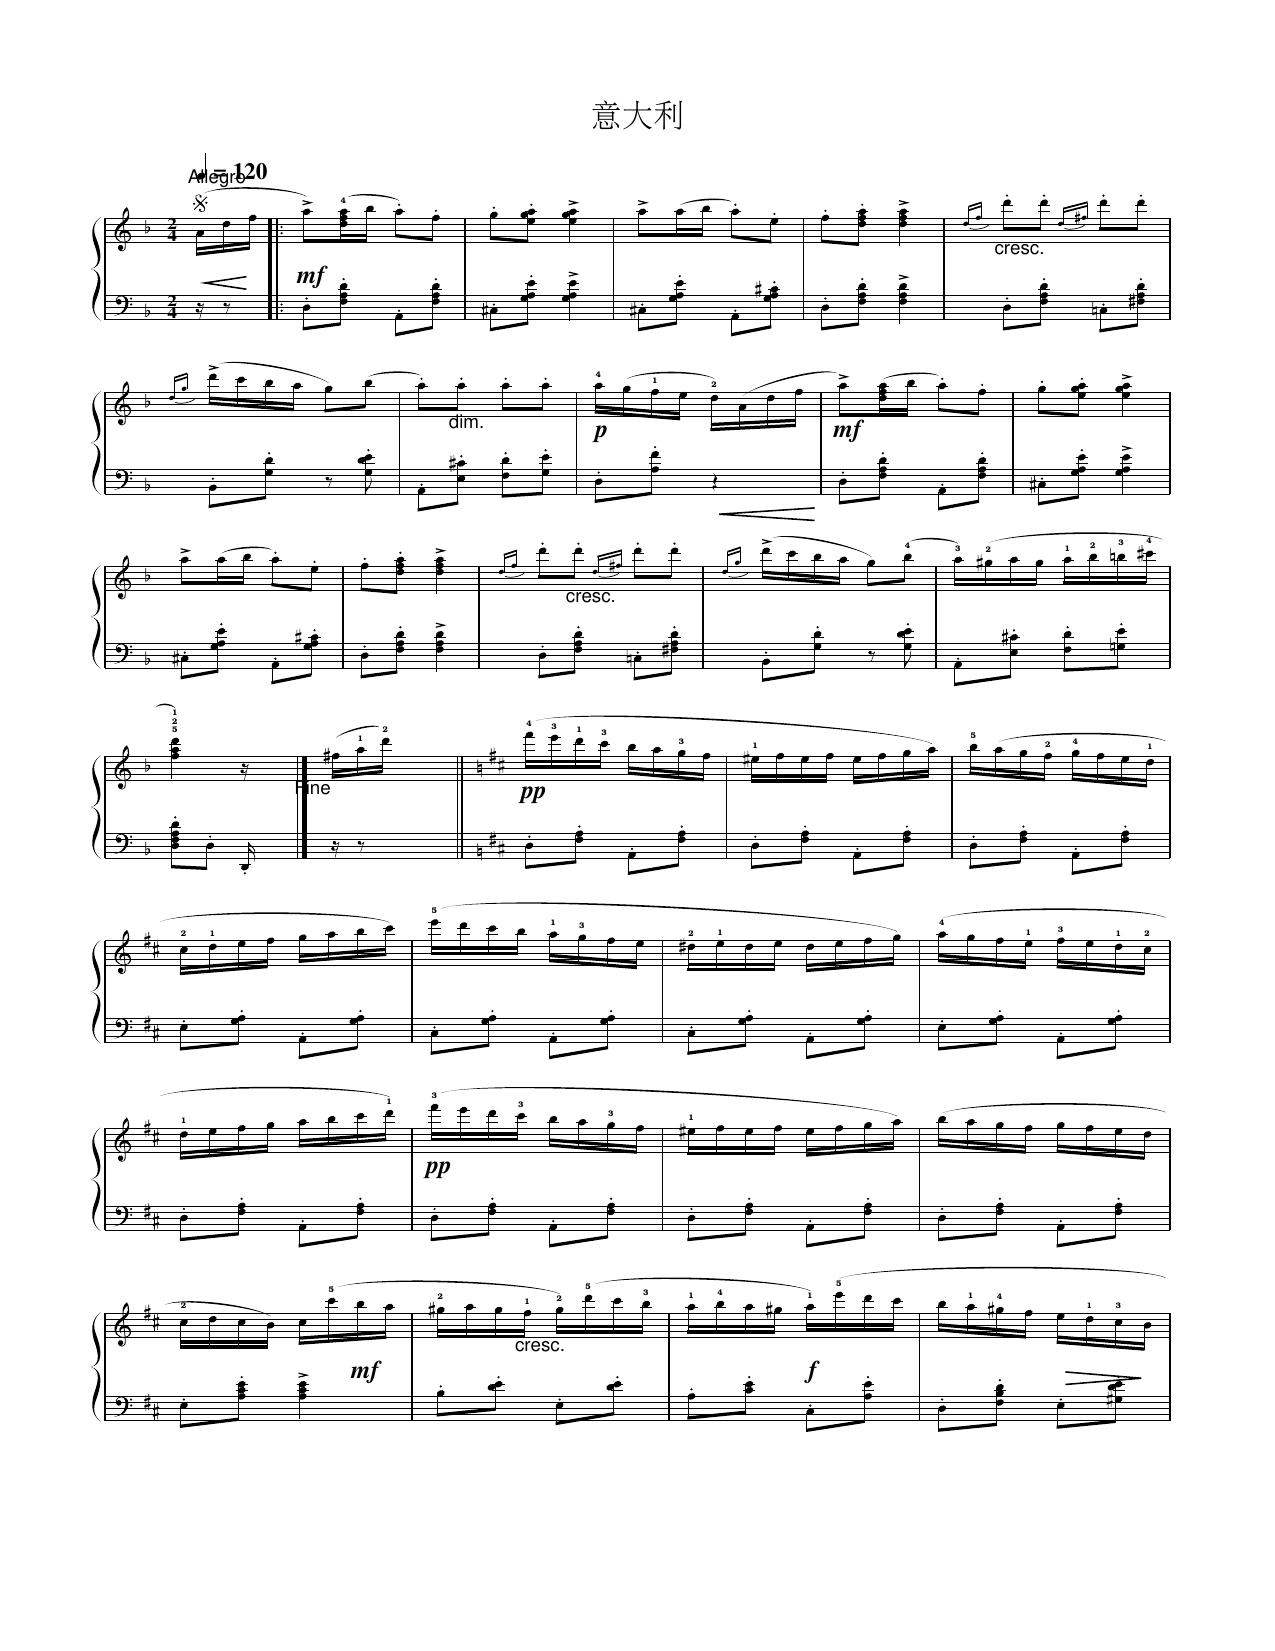 意大利
Allegro = 120
2 4
4
mf
2 4
cresc.
dim.
4 1 2
p
mf
cresc.
4 3 2 1 2 3 4
1 2 5
1 2
4 3 1 3 3
1
5 2 4 1
Fine
pp
2 1
5 1 3
2 1
4 1 3 1 2
1 1
3 3 3
1
pp
2 5
2 1 2 5 3
1 4 1 5
1 4 1 3
mf
cresc.
f